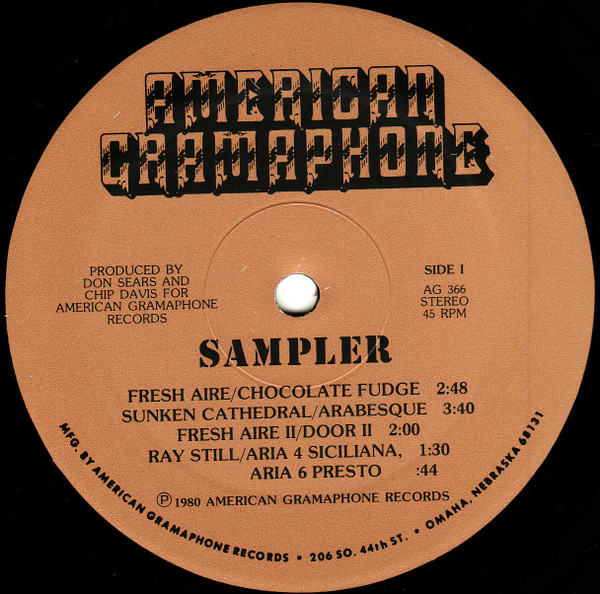 AMERICAN
GRAMAPHONE
PRODUCED BY
DON SEARS AND
CHIP DAVIS FOR
AMERICAN GRAMAPHONE
RECORDS
SIDE I
AG 366
STEREO
45 RPM
SAMPLER
FRESH AIRE/CHOCOLATE FUDGE 2:48
SUNKEN CATHEDRAL/ARABESQUE 3:40
FRESH AIRE II/DOOR II 2:00
RAY STILL/ARIA 4 SICILIANA, 1:30
ARIA 6 PRESTO :44
℗ 1980 AMERICAN GRAMAPHONE RECORDS
MFG. BY AMERICAN GRAMAPHONE RECORDS • 206 SO. 44th ST. • OMAHA, NEBRASKA 68131